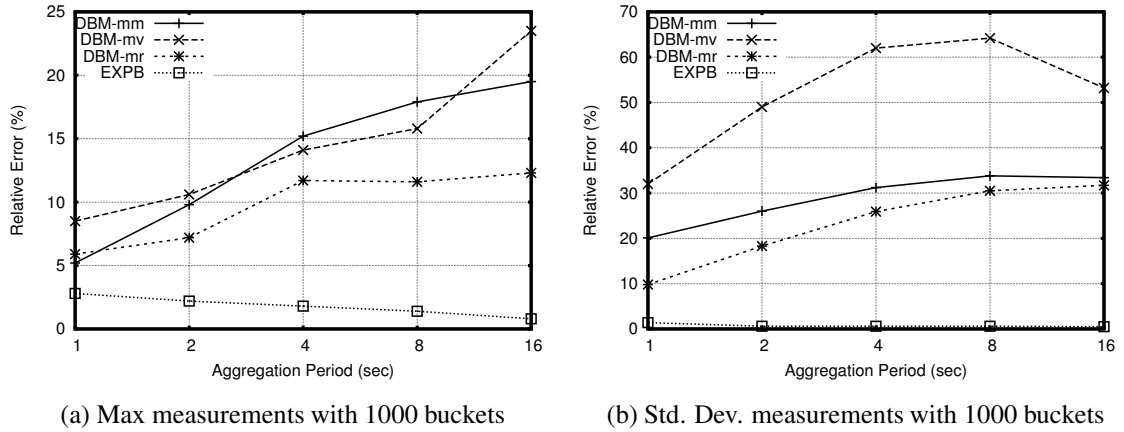 DBM-mm
DBM-mv
DBM-mr
EXPB
25
20
15
10
5
0
Relative Error (%)
1 2 4 8 16
Aggregation Period (sec)
(a) Max measurements with 1000 buckets
DBM-mm
DBM-mv
DBM-mr
EXPB
70
60
50
40
30
20
10
0
Relative Error (%)
1 2 4 8 16
Aggregation Period (sec)
(b) Std. Dev. measurements with 1000 buckets